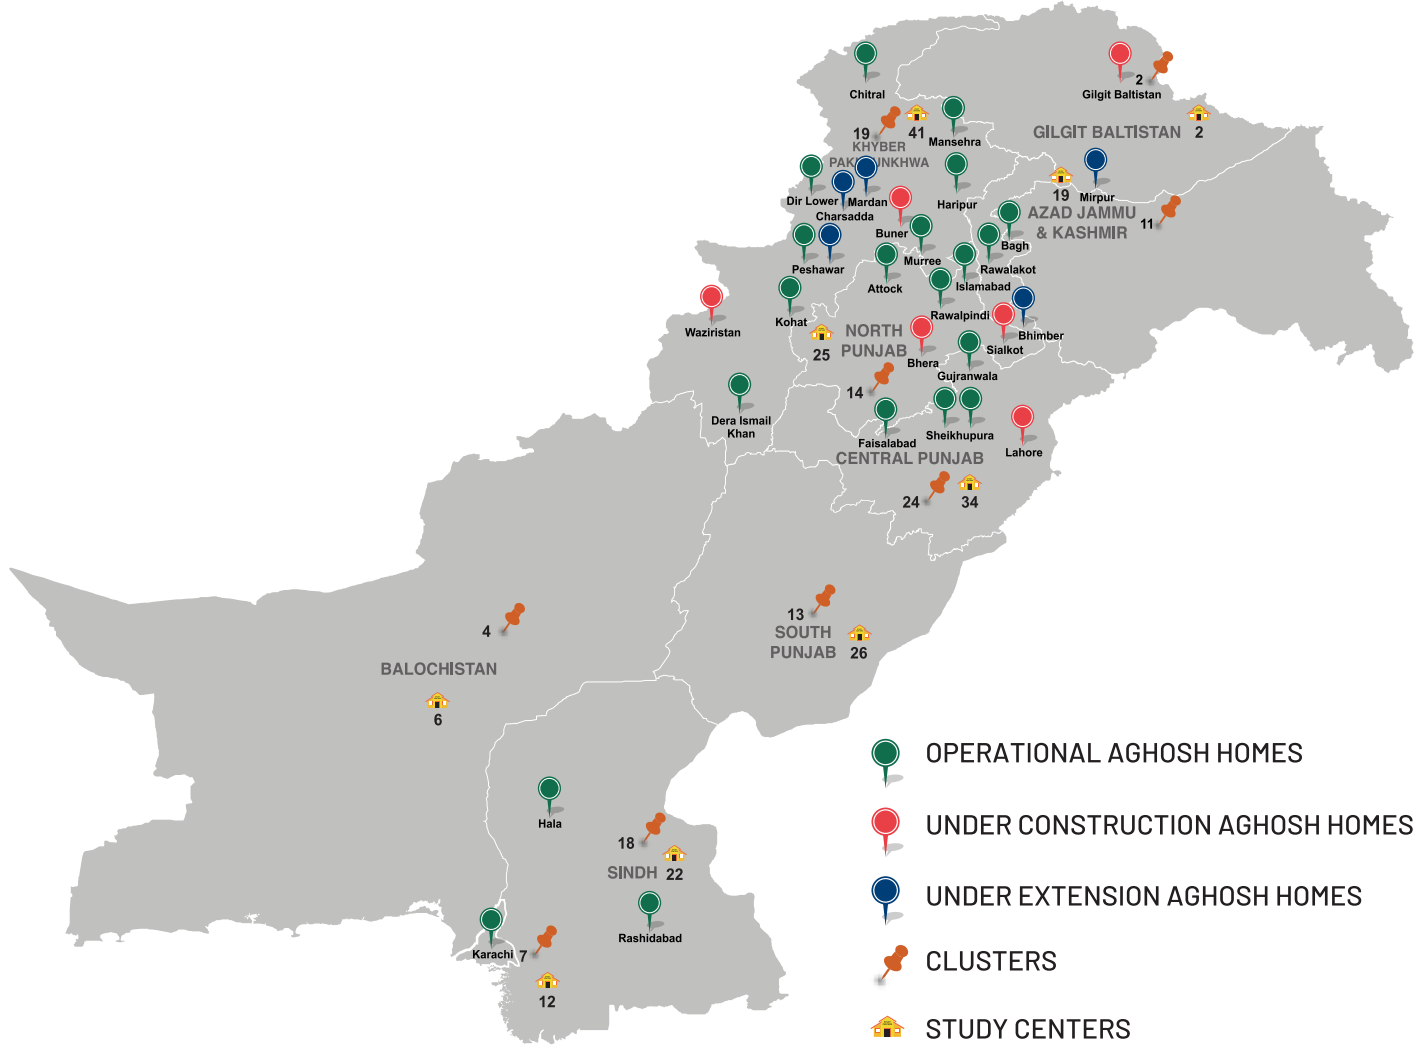 Chitral
Gilgit Baltistan
2
19
41
Mansehra
GILGIT BALTISTAN
2
KHYBER
PAKHTUNKHWA
Dir Lower
Mardan
Charsadda
Haripur
19
Mirpur
AZAD JAMMU
& KASHMIR
11
Buner
Murree
Bagh
Peshawar
Rawalakot
Attock
Islamabad
Kohat
Rawalpindi
Waziristan
NORTH
PUNJAB
25
Bhera
Sialkot
Bhimber
Gujranwala
14
Dera Ismail
Khan
Faisalabad
Sheikhupura
Lahore
CENTRAL PUNJAB
24
34
13
SOUTH
PUNJAB
26
4
BALOCHISTAN
6
Hala
18
SINDH
22
Rashidabad
Karachi
7
12
OPERATIONAL AGHOSH HOMES
UNDER CONSTRUCTION AGHOSH HOMES
UNDER EXTENSION AGHOSH HOMES
CLUSTERS
STUDY CENTERS